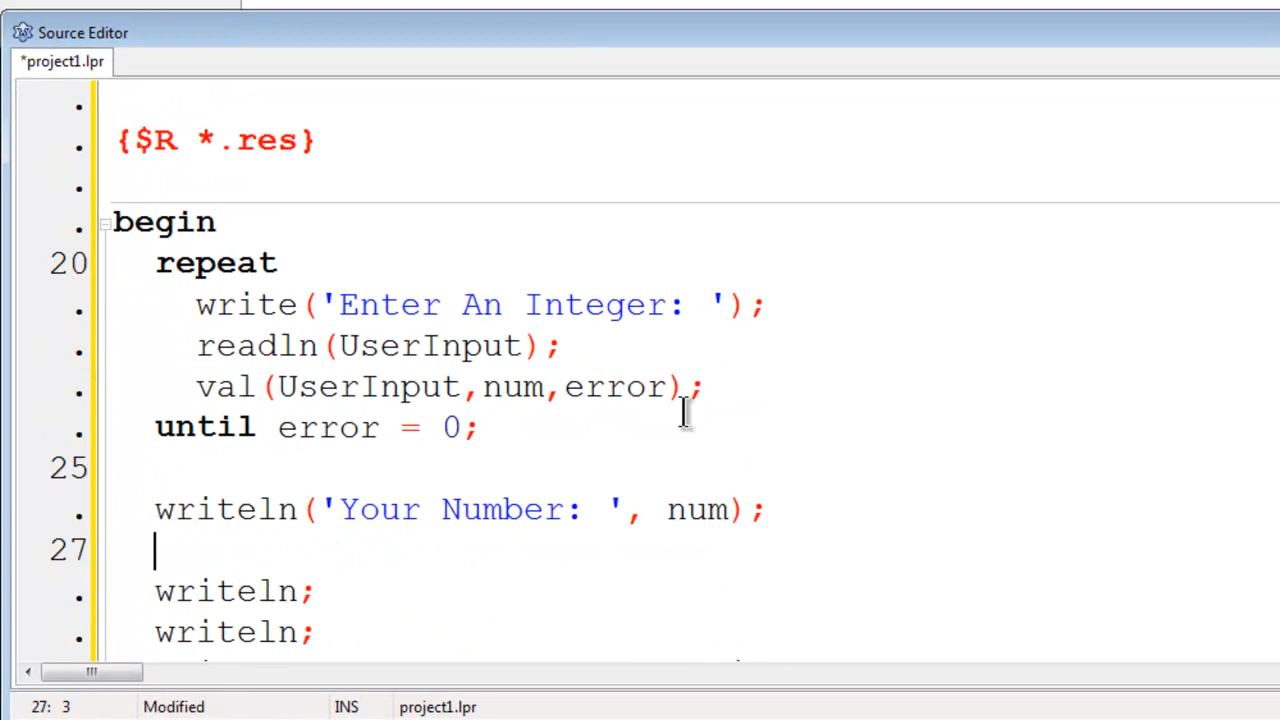 Source Editor
*project1.lpr
{$R *.res}
begin
20 repeat
write('Enter An Integer: ');
readln(UserInput);
val(UserInput,num,error);
until error = 0;
25
writeln('Your Number: ', num);
27
writeln;
writeln;
27: 3 Modified INS project1.lpr